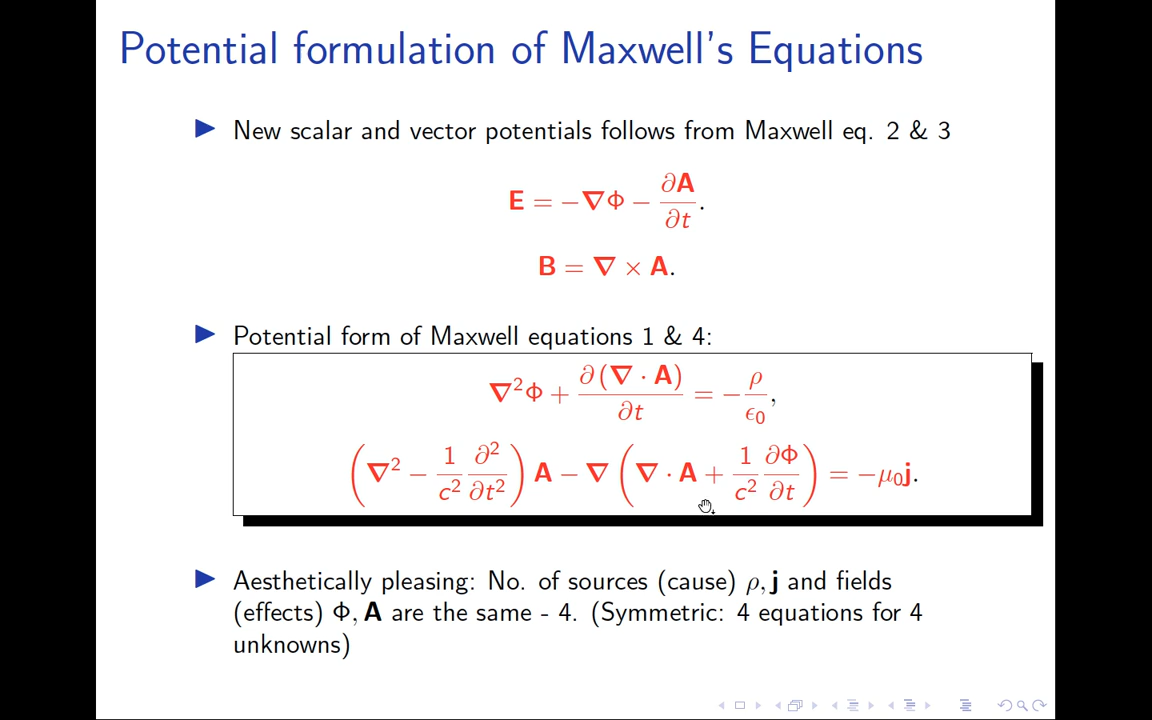 Potential formulation of Maxwell's Equations
▶ New scalar and vector potentials follows from Maxwell eq. 2 & 3
E = −∇Φ − ∂A/∂t.
B = ∇ × A.
▶ Potential form of Maxwell equations 1 & 4:
∇²Φ + ∂(∇ · A)/∂t = −ρ/ϵ₀,
(∇² − 1/c² ∂²/∂t²) A − ∇ (∇ · A + 1/c² ∂Φ/∂t) = −μ₀j.
▶ Aesthetically pleasing: No. of sources (cause) ρ, j and fields
(effects) Φ, A are the same - 4. (Symmetric: 4 equations for 4
unknowns)